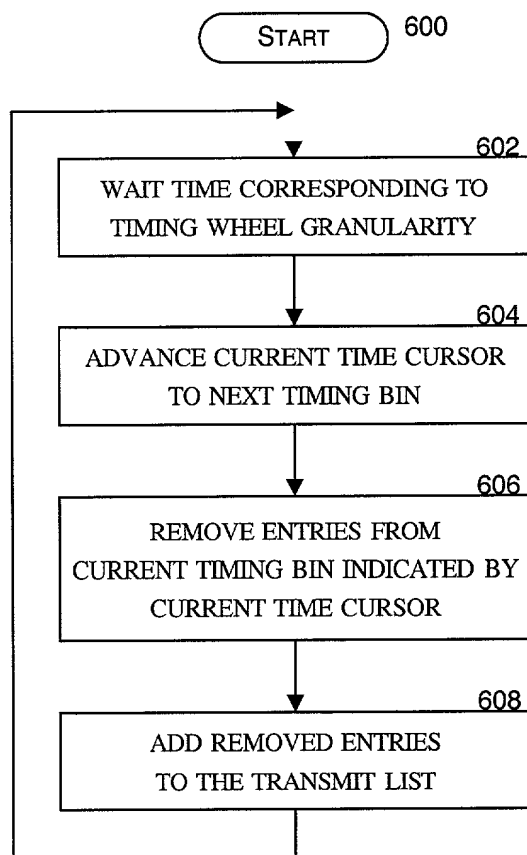 START 600
602
WAIT TIME CORRESPONDING TO
TIMING WHEEL GRANULARITY
604
ADVANCE CURRENT TIME CURSOR
TO NEXT TIMING BIN
606
REMOVE ENTRIES FROM
CURRENT TIMING BIN INDICATED BY
CURRENT TIME CURSOR
608
ADD REMOVED ENTRIES
TO THE TRANSMIT LIST